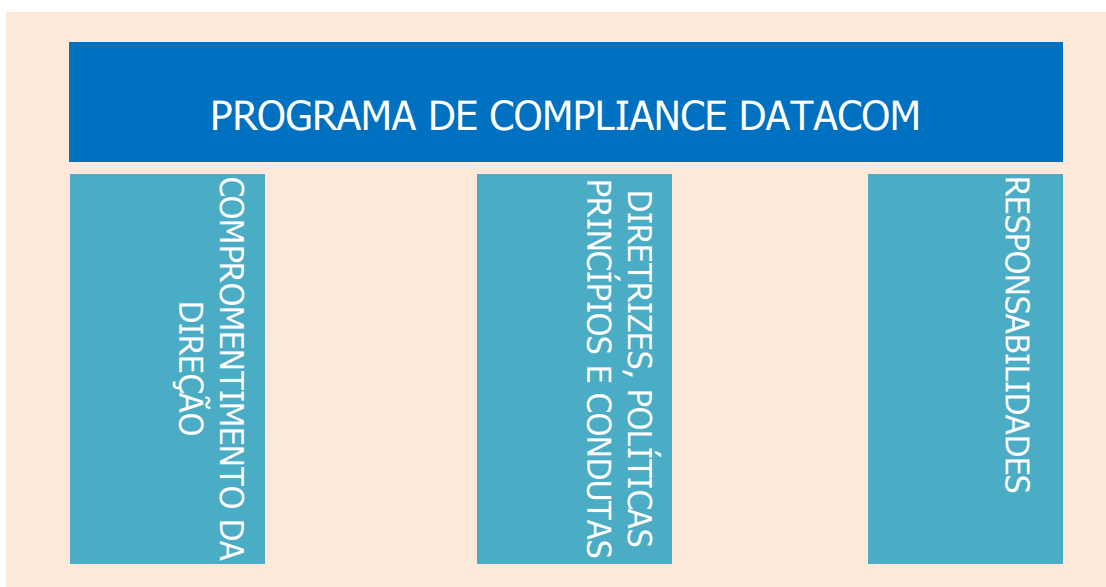 PROGRAMA DE COMPLIANCE DATACOM
COMPROMENTIMENTO DA
DIREÇÃO
DIRETRIZES, POLÍTICAS
PRINCÍPIOS E CONDUTAS
RESPONSABILIDADES